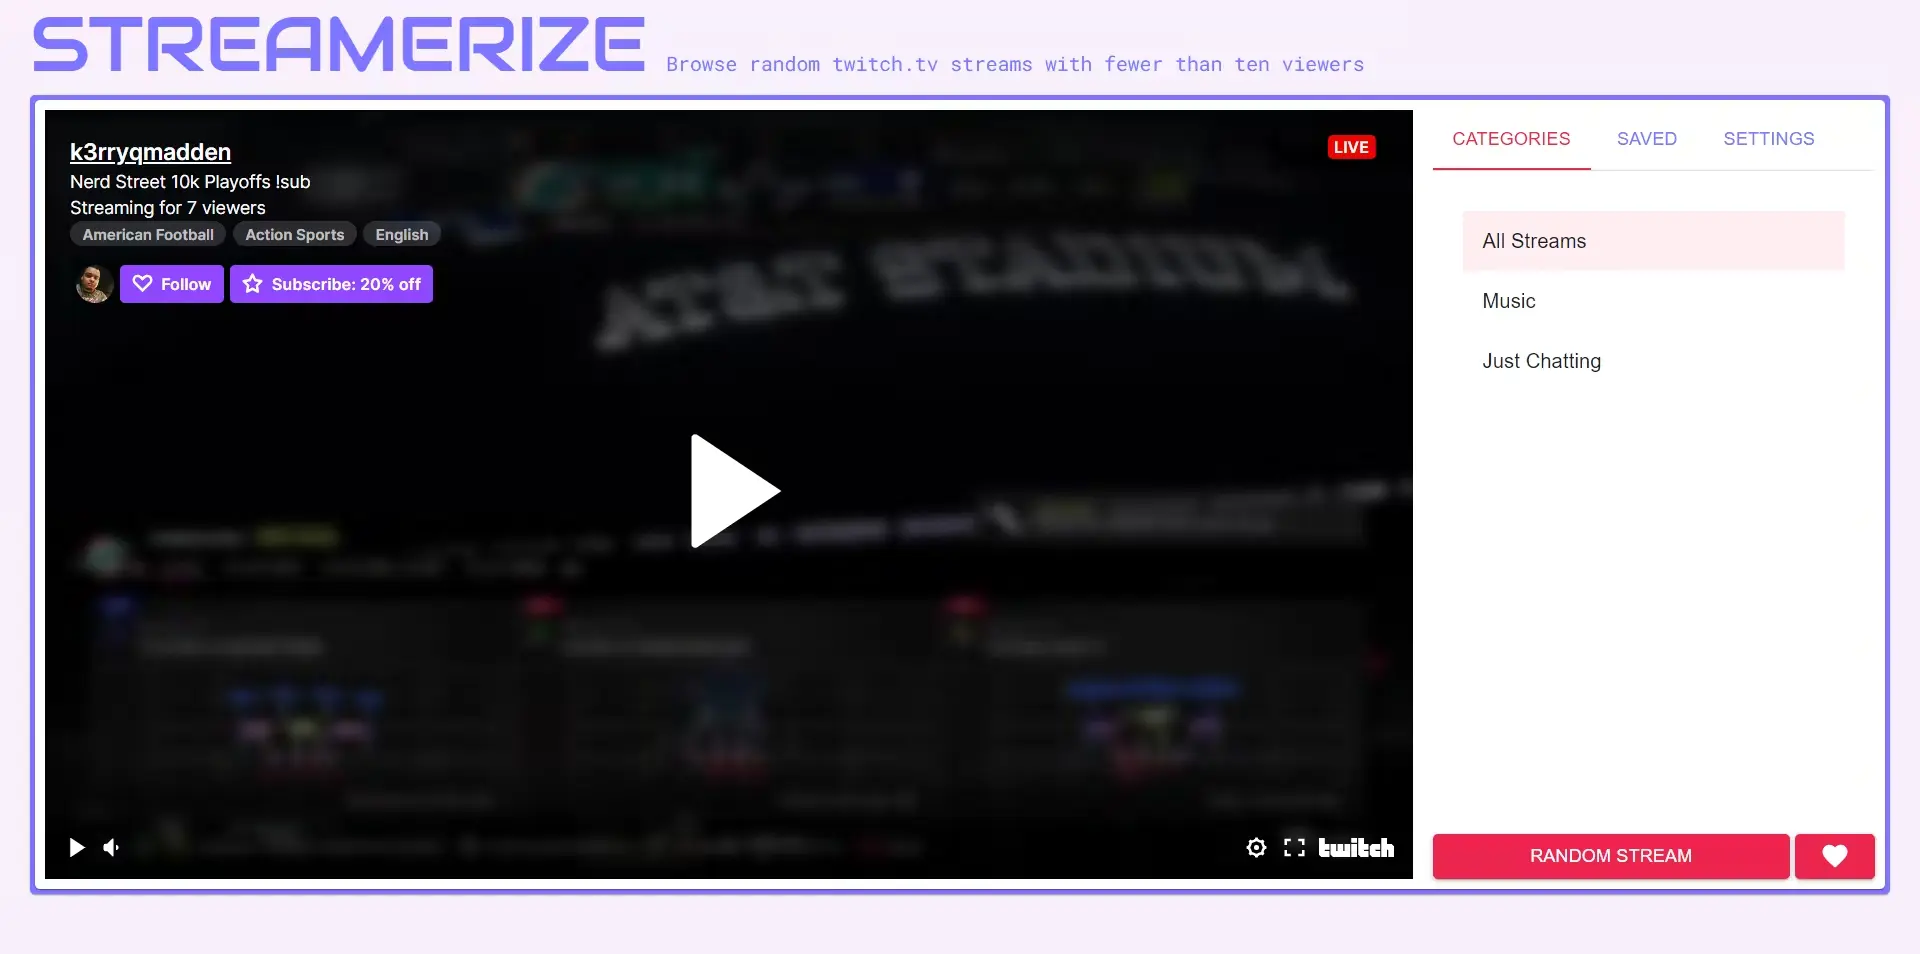 STREAMERIZE
Browse random twitch.tv streams with fewer than ten viewers
k3rryqmadden
Nerd Street 10k Playoffs !sub
Streaming for 7 viewers
American Football
Action Sports
English
Follow
Subscribe: 20% off
LIVE
AT&T STADIUM
twitch
CATEGORIES
SAVED
SETTINGS
All Streams
Music
Just Chatting
RANDOM STREAM